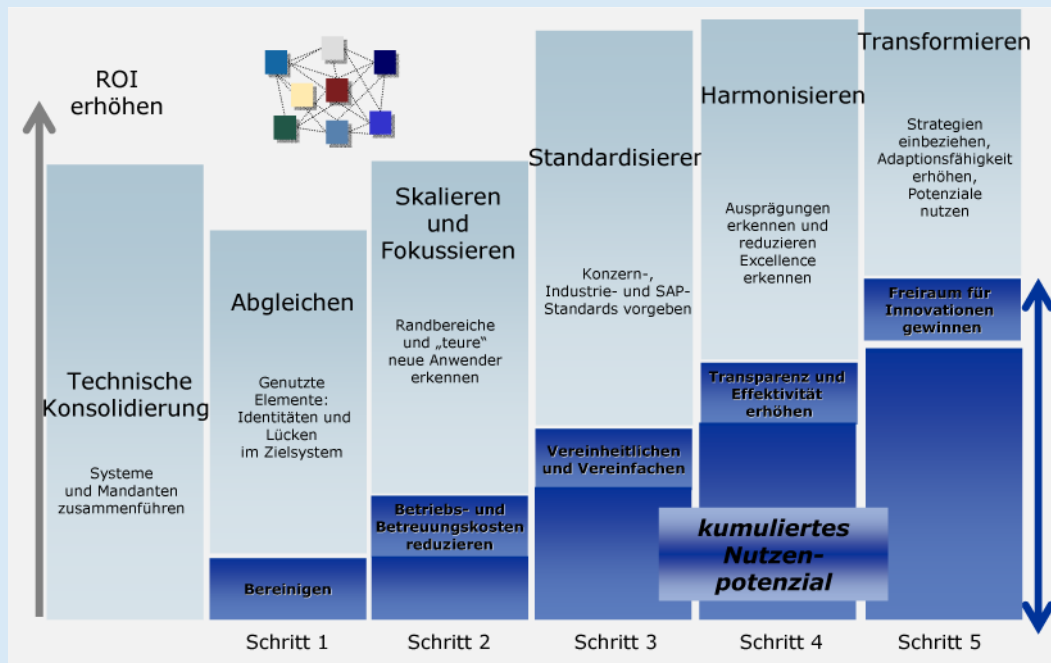 ROI
erhöhen
Technische
Konsolidierung
Systeme
und Mandanten
zusammenführen
Abgleichen
Genutzte
Elemente:
Identitäten und
Lücken
im Zielsystem
Bereinigen
Schritt 1
Skalieren
und
Fokussieren
Randbereiche
und „teure“
neue Anwender
erkennen
Betriebs- und
Betreuungskosten
reduzieren
Schritt 2
Standardisierer
Konzern-,
Industrie- und SAP-
Standards vorgeben
Vereinheitlichen
und Vereinfachen
Schritt 3
Harmonisieren
Ausprägungen
erkennen und
reduzieren
Excellence
erkennen
Transparenz und
Effektivität
erhöhen
Schritt 4
Transformieren
Strategien
einbeziehen,
Adaptionsfähigkeit
erhöhen,
Potenziale
nutzen
Freiraum für
Innovationen
gewinnen
Schritt 5
kumuliertes
Nutzen-
potenzial